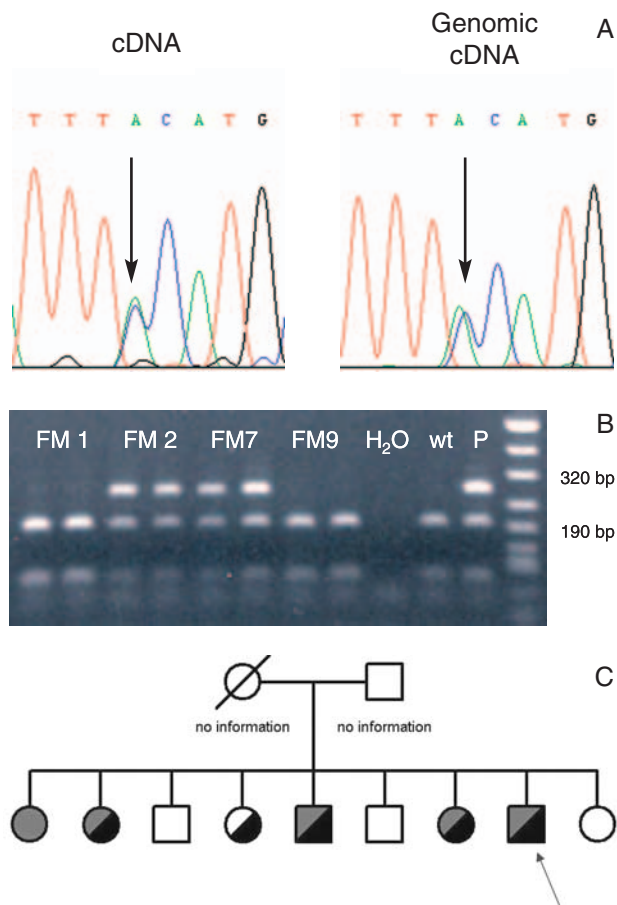 cDNA
Genomic
cDNA
A
T T T A C A T G
T T T A C A T G
B
FM 1 FM 2 FM7 FM9 H₂O wt P
320 bp
190 bp
C
no information no information